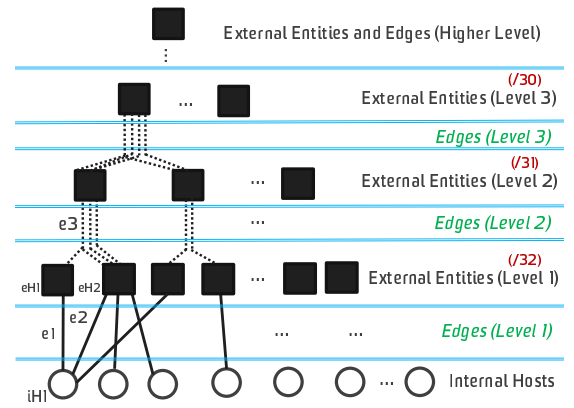 External Entities and Edges (Higher Level)
(/30)
... External Entities (Level 3)
Edges (Level 3)
(/31)
... External Entities (Level 2)
e3 ... Edges (Level 2)
(/32)
eH1 eH2 ... External Entities (Level 1)
e1 e2 ... ... Edges (Level 1)
iH1 ... Internal Hosts